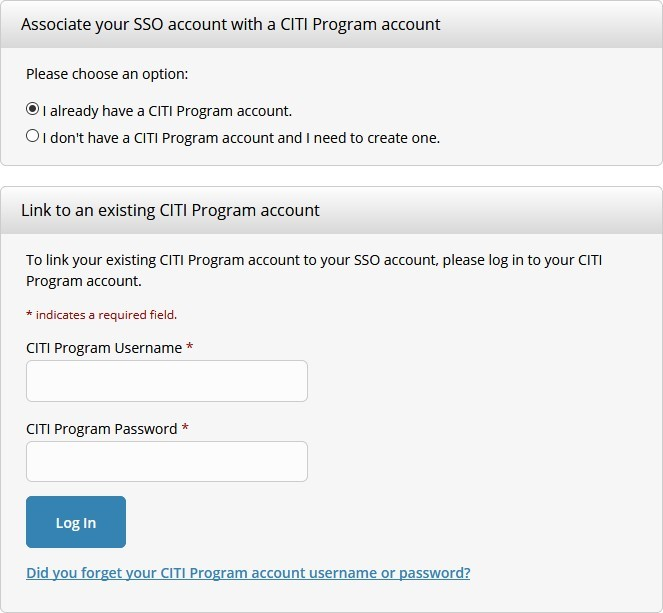 Associate your SSO account with a CITI Program account
Please choose an option:
I already have a CITI Program account.
I don't have a CITI Program account and I need to create one.
Link to an existing CITI Program account
To link your existing CITI Program account to your SSO account, please log in to your CITI
Program account.
* indicates a required field.
CITI Program Username *
CITI Program Password *
Log In
Did you forget your CITI Program account username or password?